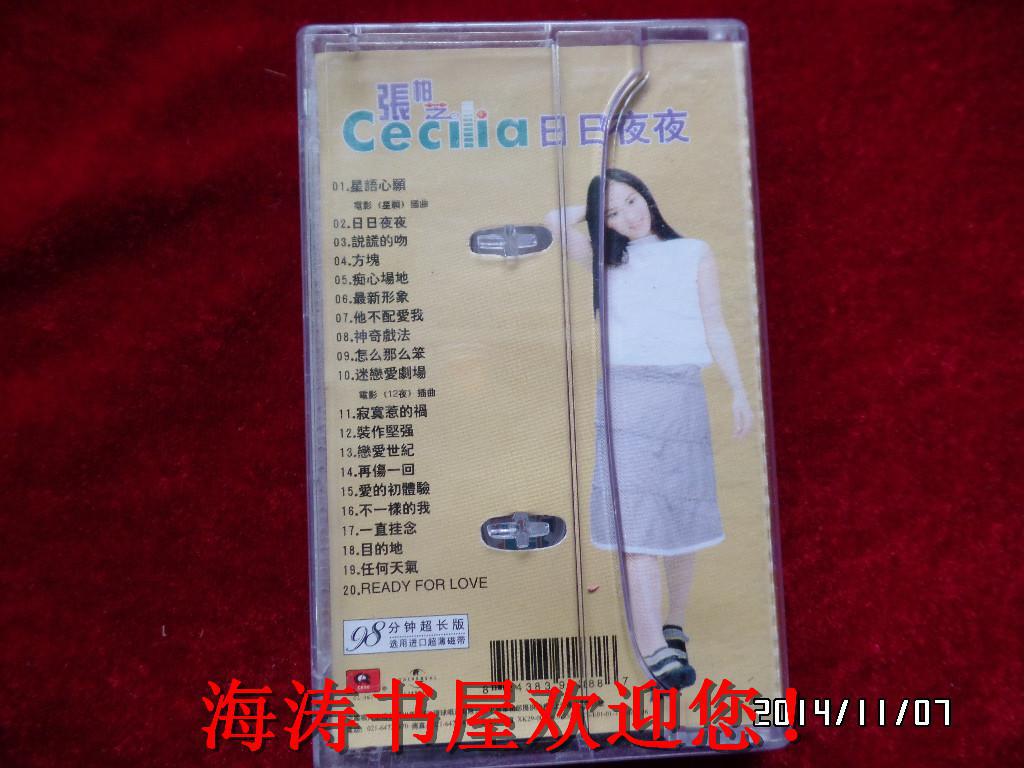 張柏芝
Cecilia 日日夜夜
01.星語心願
電影（星願）插曲
02.日日夜夜
03.説謊的吻
04.方塊
05.痴心場地
06.最新形象
07.他不配愛我
08.神奇戲法
09.怎么那么笨
10.迷戀愛劇場
電影（12夜）插曲
11.寂寞惹的禍
12.裝作堅强
13.戀愛世紀
14.再傷一回
15.愛的初體驗
16.不一樣的我
17.一直挂念
18.目的地
19.任何天氣
20.READY FOR LOVE
98分钟超长版
选用进口超薄磁带
UNIVERSAL
海涛书屋欢迎您！
2014/11/07